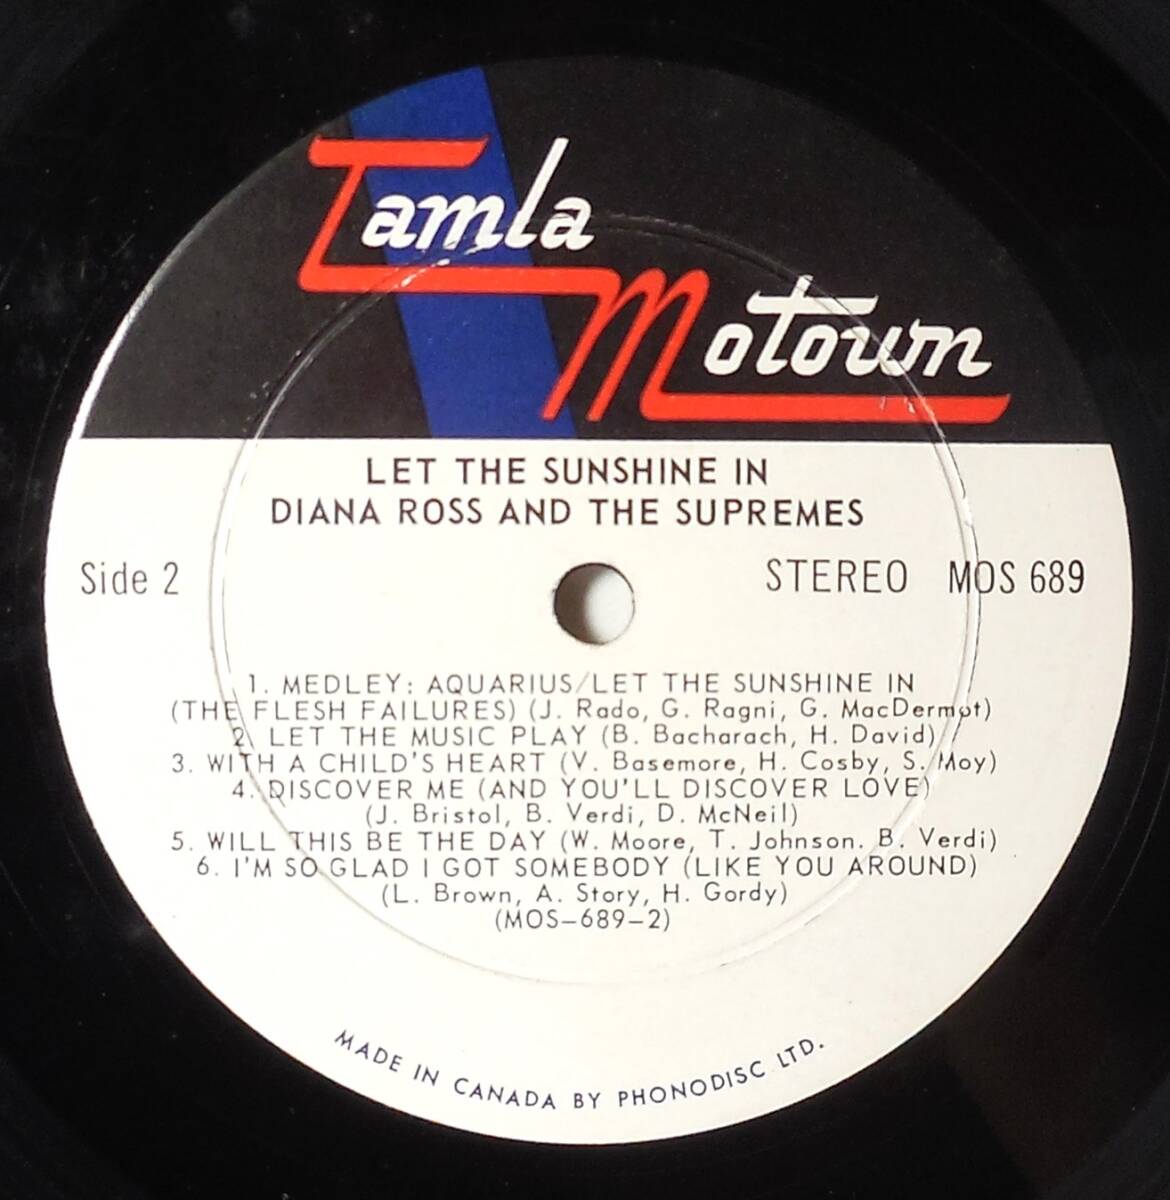 Tamla
Motown
LET THE SUNSHINE IN
DIANA ROSS AND THE SUPREMES
Side 2
STEREO MOS 689
1. MEDLEY: AQUARIUS/LET THE SUNSHINE IN
(THE FLESH FAILURES) (J. Rado, G. Ragni, G. MacDermot)
2. LET THE MUSIC PLAY (B. Bacharach, H. David)
3. WITH A CHILD'S HEART (V. Basemore, H. Cosby, S. Moy)
4. DISCOVER ME (AND YOU'LL DISCOVER LOVE)
(J. Bristol, B. Verdi, D. McNeil)
5. WILL THIS BE THE DAY (W. Moore, T. Johnson. B. Verdi)
6. I'M SO GLAD I GOT SOMEBODY (LIKE YOU AROUND)
(L. Brown, A. Story, H. Gordy)
(MOS-689-2)
MADE IN CANADA BY PHONODISC LTD.